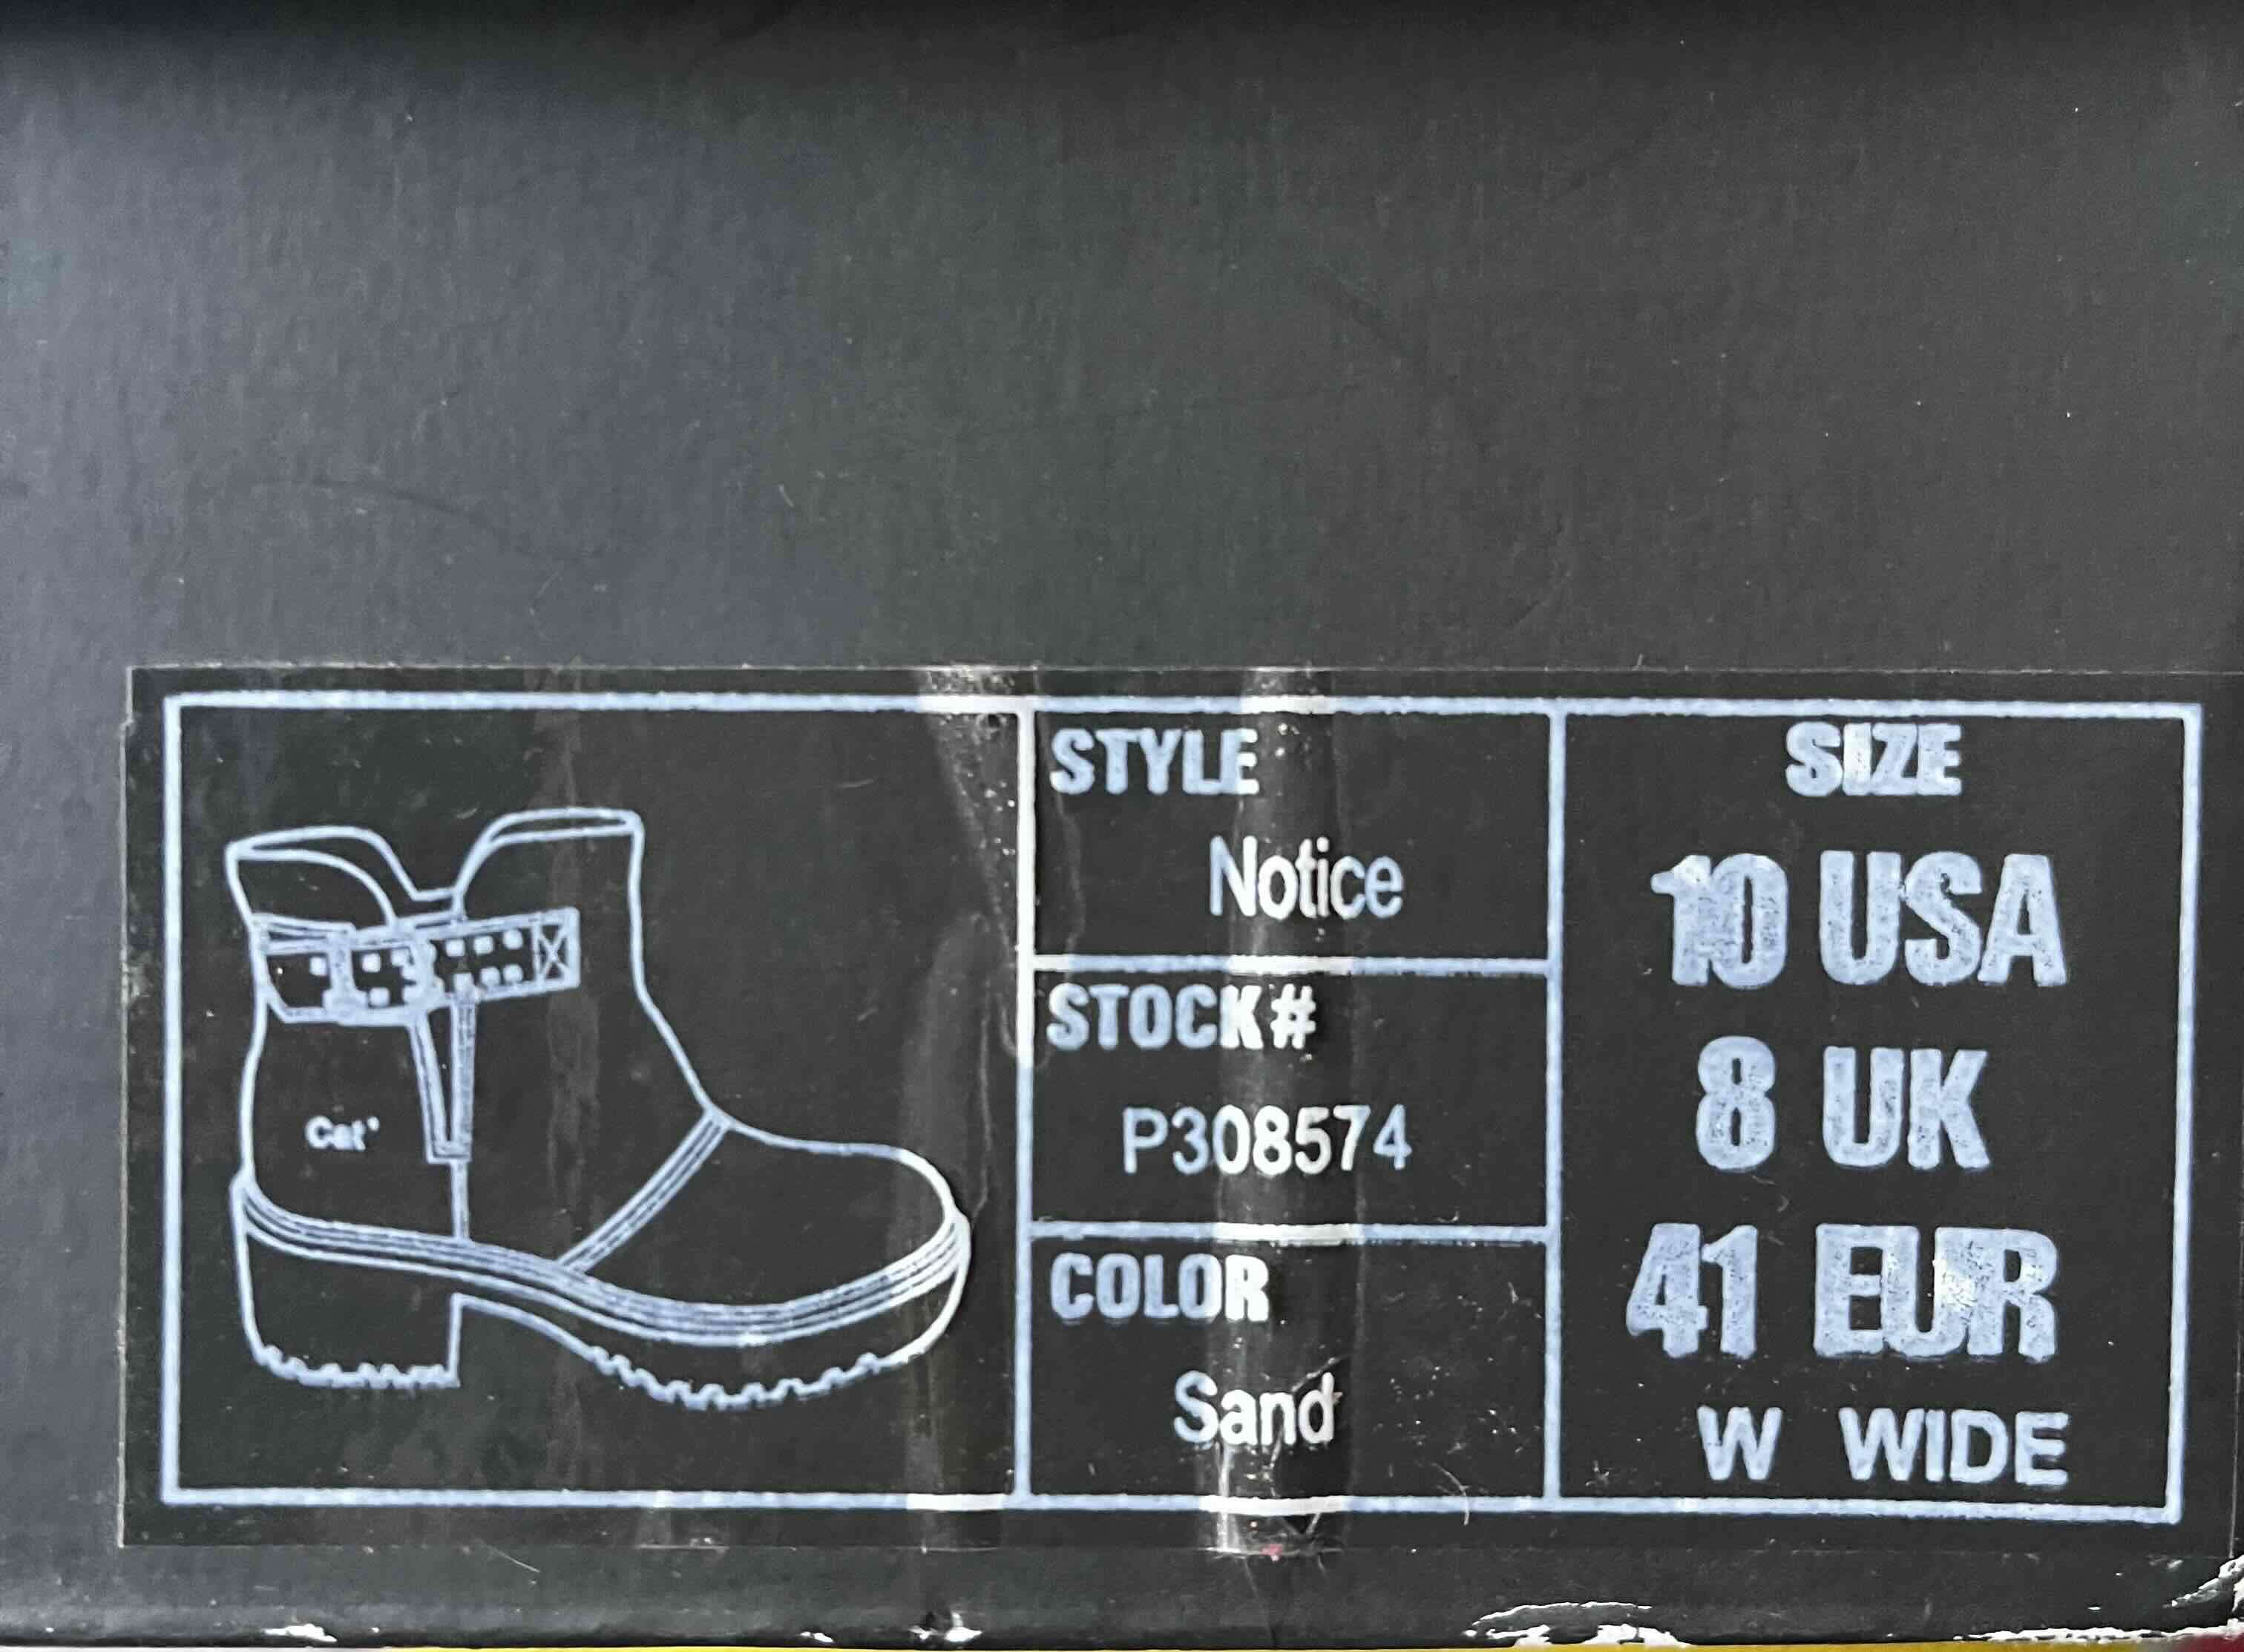 Cat
STYLE
Notice
STOCK#
P308574
COLOR
Sand
SIZE
10 USA
8 UK
41 EUR
W WIDE